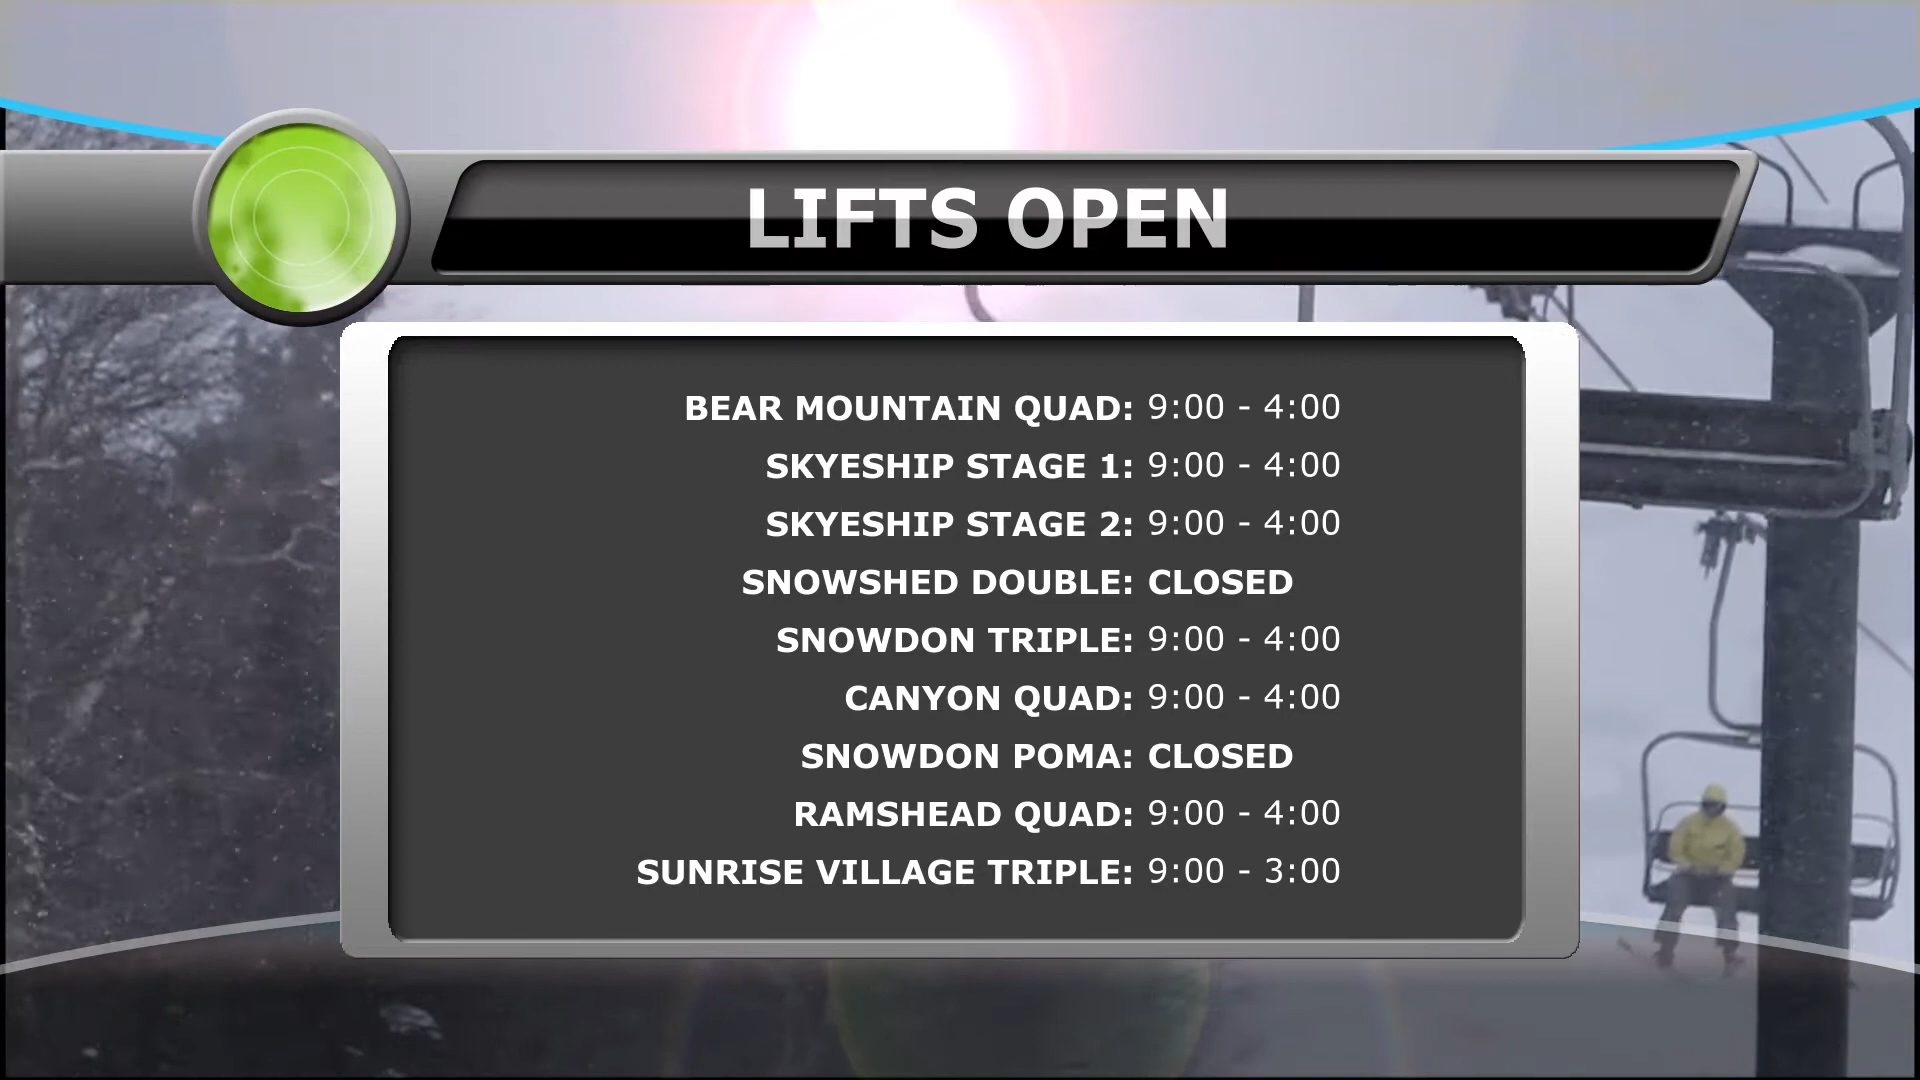 LIFTS OPEN
BEAR MOUNTAIN QUAD: 9:00 - 4:00
SKYESHIP STAGE 1: 9:00 - 4:00
SKYESHIP STAGE 2: 9:00 - 4:00
SNOWSHED DOUBLE: CLOSED
SNOWDON TRIPLE: 9:00 - 4:00
CANYON QUAD: 9:00 - 4:00
SNOWDON POMA: CLOSED
RAMSHEAD QUAD: 9:00 - 4:00
SUNRISE VILLAGE TRIPLE: 9:00 - 3:00